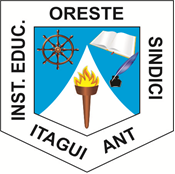 INST. EDUC.
ORESTE
SINDICI
ITAGUI ANT